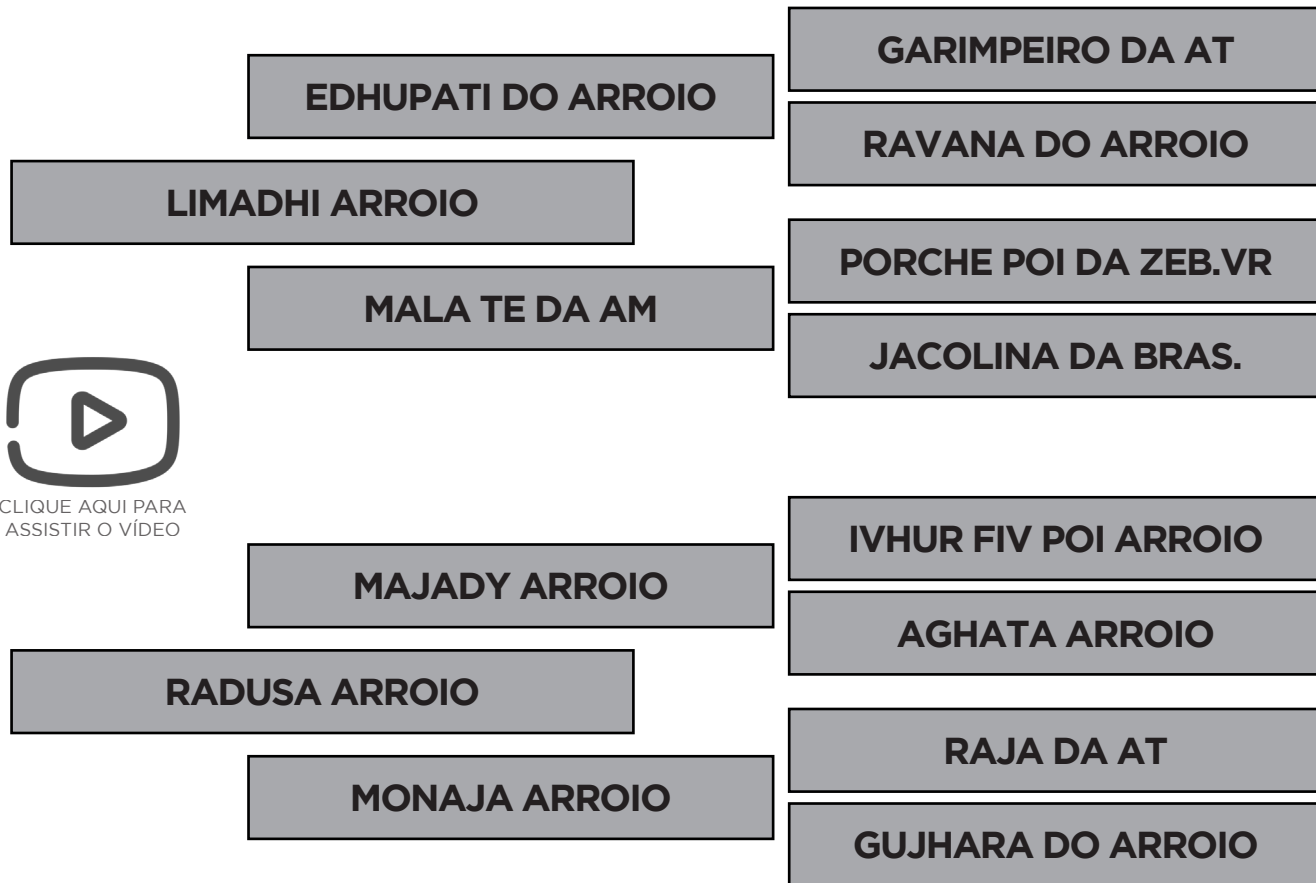 GARIMPEIRO DA AT
EDHUPATI DO ARROIO
RAVANA DO ARROIO
LIMADHI ARROIO
PORCHE POI DA ZEB.VR
MALA TE DA AM
JACOLINA DA BRAS.
CLIQUE AQUI PARA
ASSISTIR O VÍDEO
IVHUR FIV POI ARROIO
MAJADY ARROIO
AGHATA ARROIO
RADUSA ARROIO
RAJA DA AT
MONAJA ARROIO
GUJHARA DO ARROIO